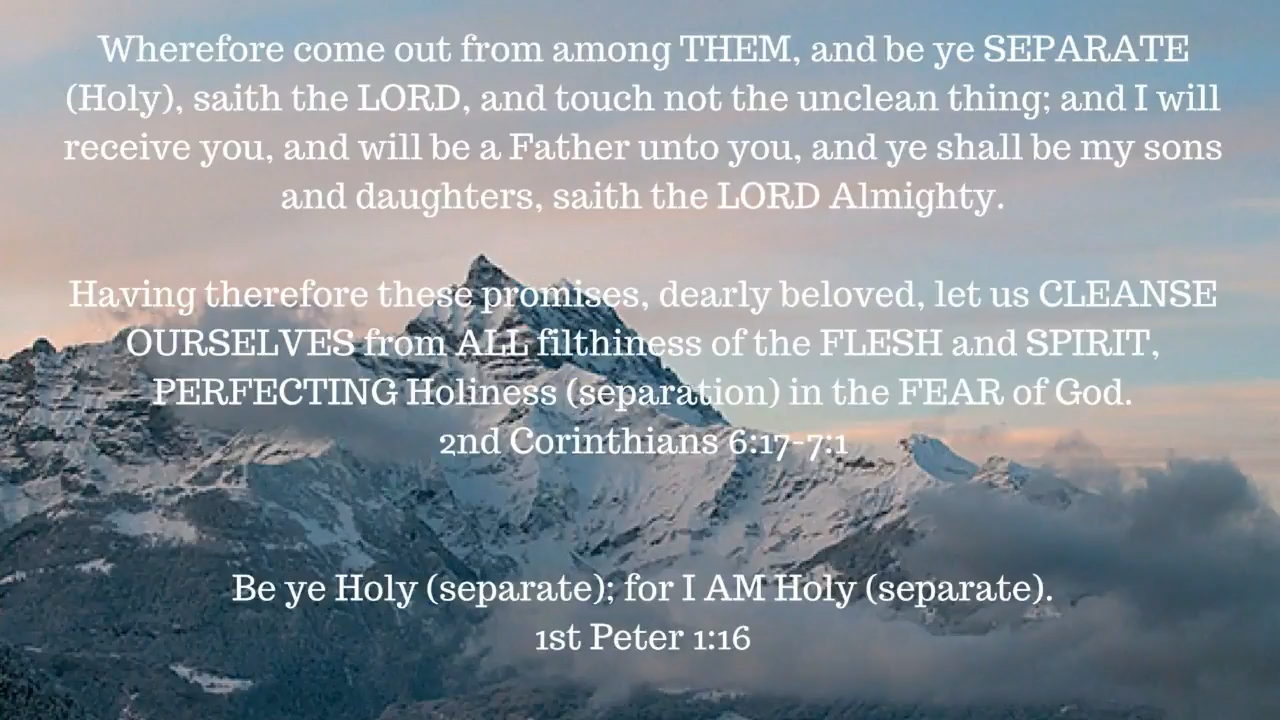 Wherefore come out from among THEM, and be ye SEPARATE
(Holy), saith the LORD, and touch not the unclean thing; and I will
receive you, and will be a Father unto you, and ye shall be my sons
and daughters, saith the LORD Almighty.
Having therefore these promises, dearly beloved, let us CLEANSE
OURSELVES from ALL filthiness of the FLESH and SPIRIT,
PERFECTING Holiness (separation) in the FEAR of God.
2nd Corinthians 6:17-7:1
Be ye Holy (separate); for I AM Holy (separate).
1st Peter 1:16